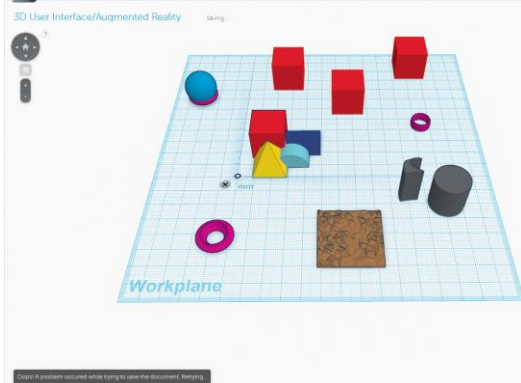 3D User Interface/Augmented Reality Saving..
?
mm
Workplane
Oops! A problem occured while trying to save the document. Retrying..